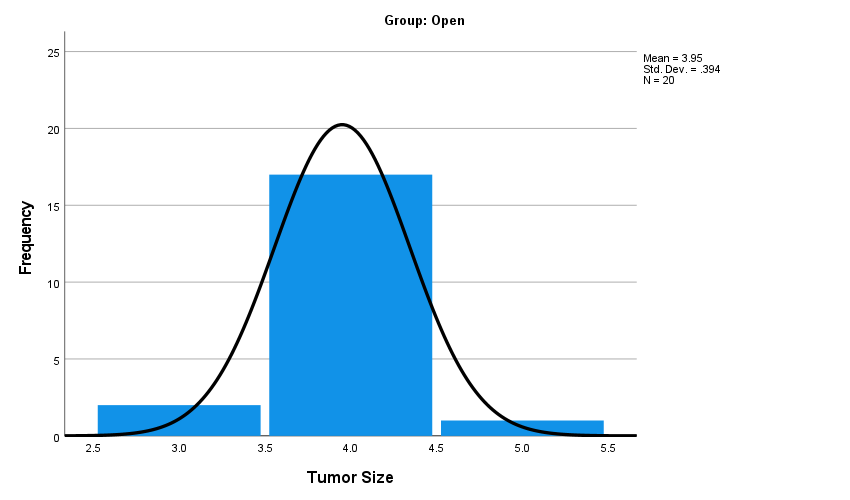 Group: Open
Mean = 3.95
Std. Dev. = .394
N = 20
25
20
15
10
5
0
Frequency
2.5 3.0 3.5 4.0 4.5 5.0 5.5
Tumor Size